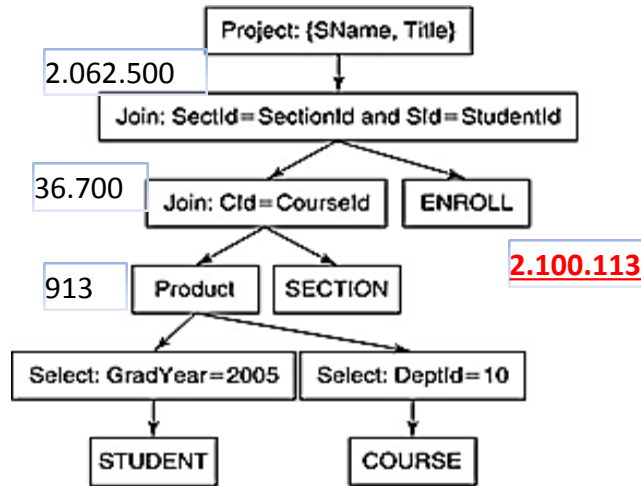 Project: {SName, Title}
2.062.500
Join: SectId=SectionId and SId=StudentId
36.700
Join: CId=CourseId
ENROLL
2.100.113
913
Product
SECTION
Select: GradYear=2005
Select: DeptId=10
STUDENT
COURSE